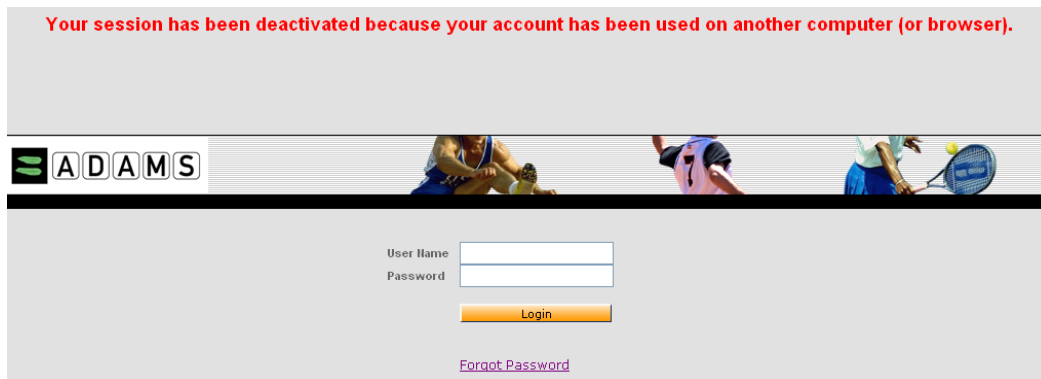 Your session has been deactivated because your account has been used on another computer (or browser).
ADAMS
7
User Name
Password
Login
Forgot Password